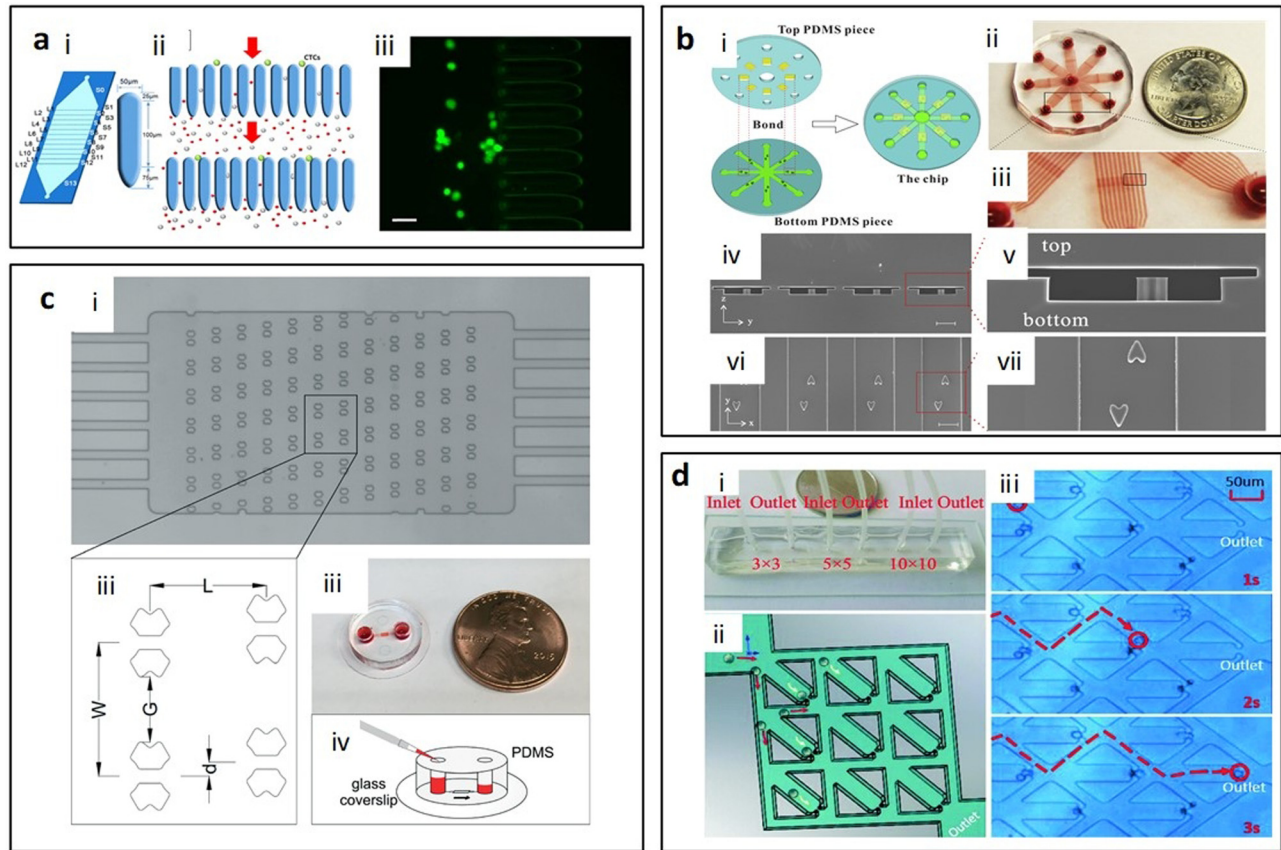 a
i
50μm
25μm
100μm
75μm
S0
L2
L4
L6
L8
L10
L12
S1
S3
S5
S7
S9
S11
S13
ii
CTCs
iii
b
i
Top PDMS piece
Bond
Bottom PDMS piece
The chip
ii
iii
iv
z
y
v
top
bottom
vi
y
x
vii
c
i
iii
L
W
G
d
iii
iv
PDMS
glass
coverslip
d
i
Inlet Outlet Inlet Outlet Inlet Outlet
3×3 5×5 10×10
ii
Outlet
iii
50um
Outlet
1s
Outlet
2s
Outlet
3s